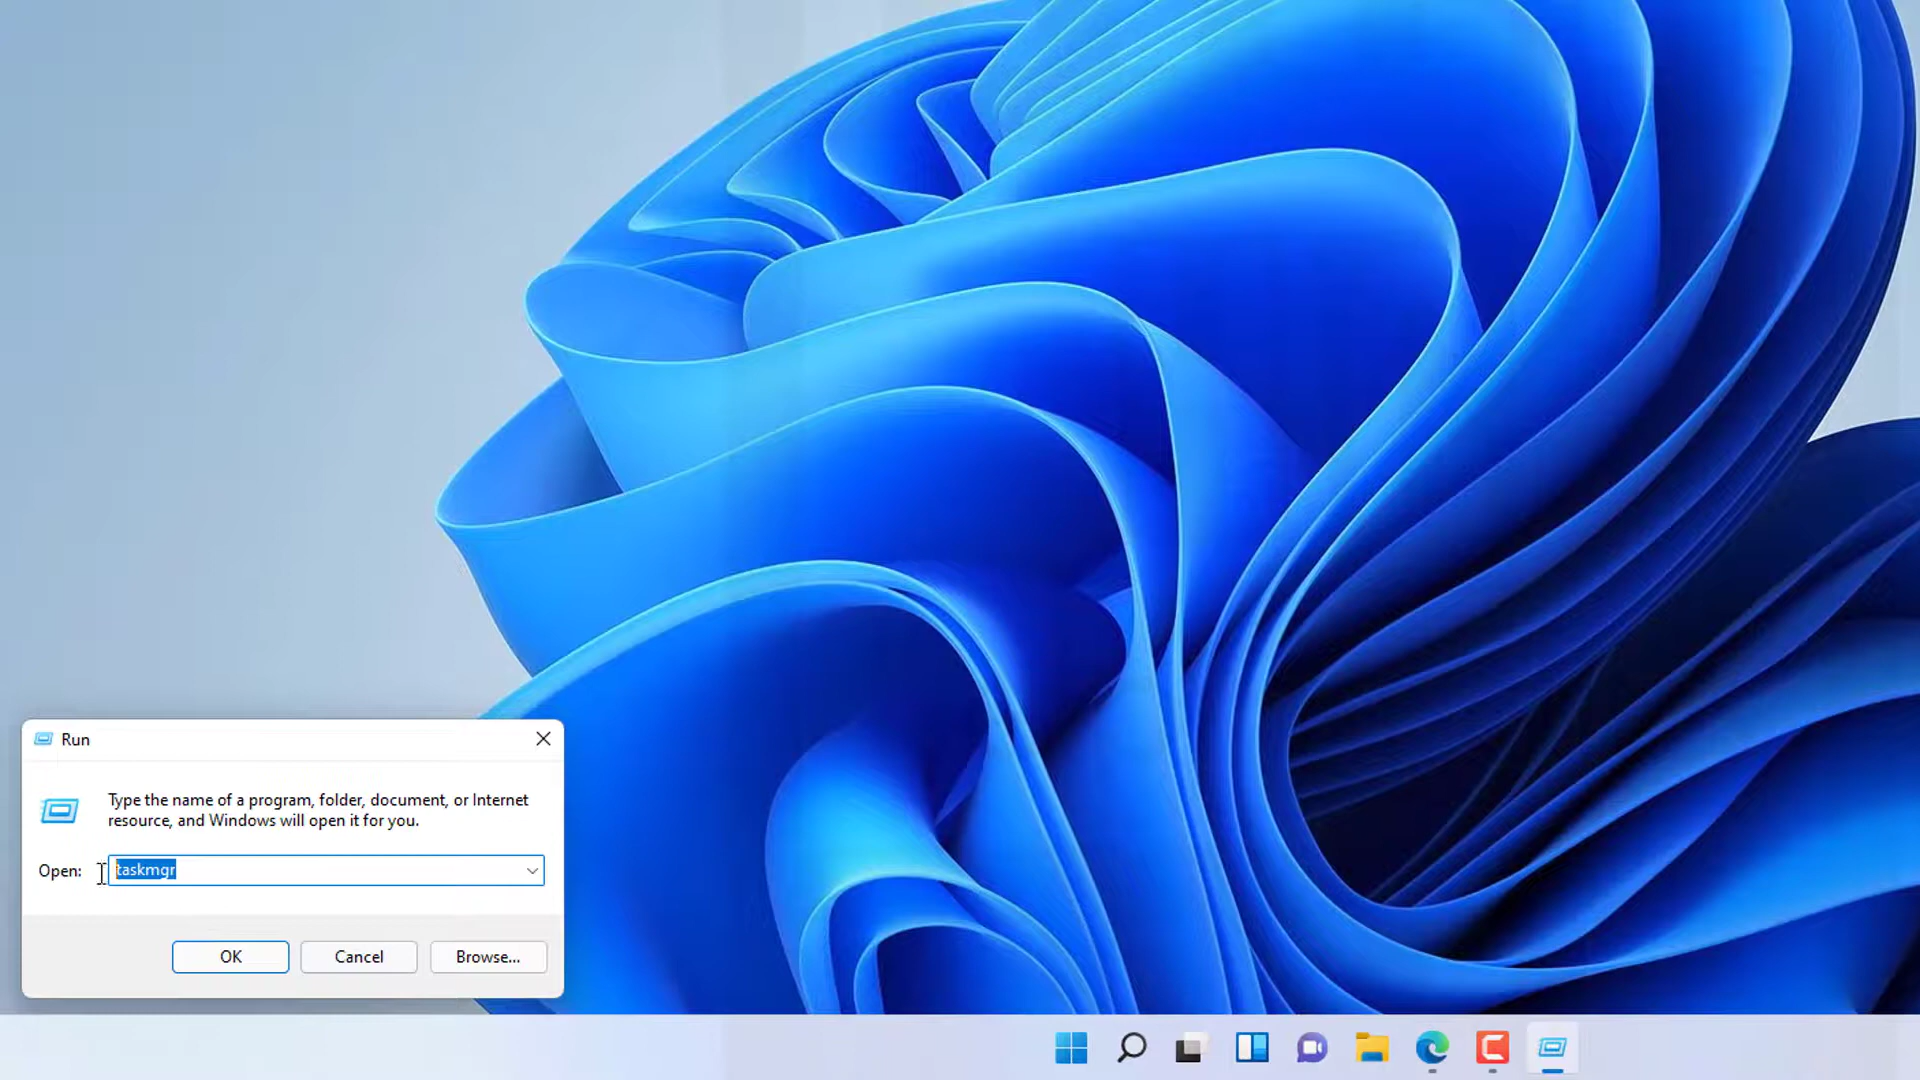 Run
Type the name of a program, folder, document, or Internet
resource, and Windows will open it for you.
Open: taskmgr
OK Cancel Browse...